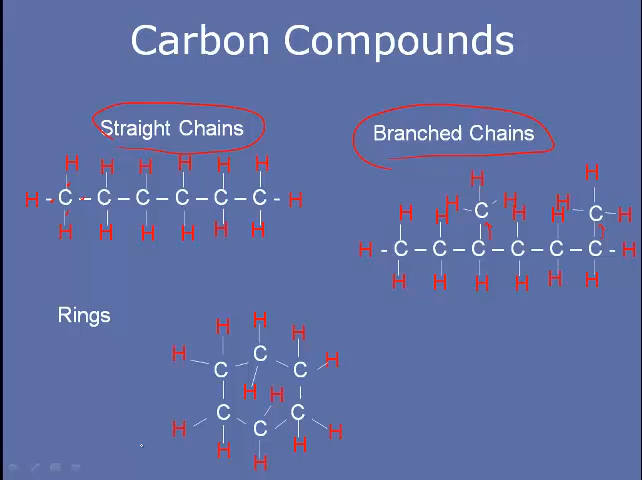 Carbon Compounds
Straight Chains
H H H H H H
H - C - C - C - C - C - C - H
H H H H H H
Branched Chains
H H
H C H H C H
H H H H
H - C - C - C - C - C - C - H
H H H H H H
Rings
H H H
H C H
C C
H H
C C
H C H
H H H